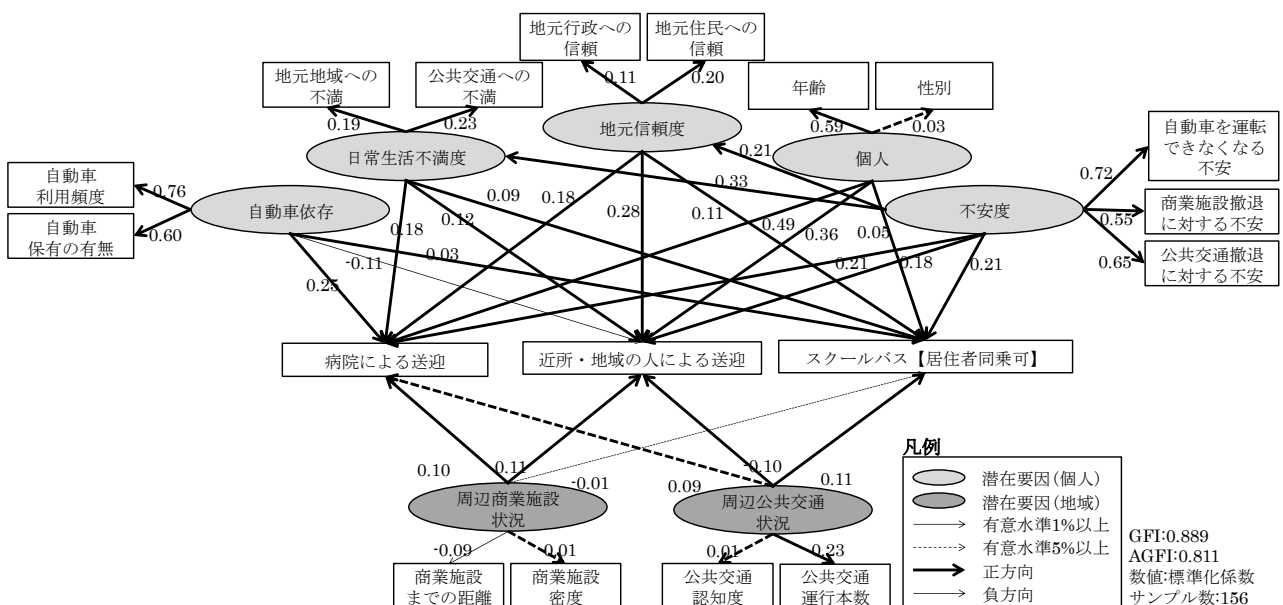 地元行政への
信頼
地元住民への
信頼
0.11
0.20
地元地域への
不満
公共交通への
不満
0.19
0.23
年齢
性別
0.59
0.03
地元信頼度
日常生活不満度
個人
自動車を運転
できなくなる
不安
商業施設撤退
に対する不安
公共交通撤退
に対する不安
0.72
0.55
0.65
自動車
利用頻度
自動車
保有の有無
0.76
0.60
自動車依存
不安度
0.21
0.33
0.09
0.18
0.18
0.12
0.28
0.11
0.49
0.36
0.05
-0.11
0.03
0.25
0.21
0.18
0.21
病院による送迎
近所・地域の人による送迎
スクールバス【居住者同乗可】
0.10
0.11
-0.01
0.09
-0.10
0.11
周辺商業施設
状況
周辺公共交通
状況
-0.09
0.01
0.01
0.23
商業施設
までの距離
商業施設
密度
公共交通
認知度
公共交通
運行本数
凡例
潜在要因(個人)
潜在要因(地域)
有意水準1%以上
有意水準5%以上
正方向
負方向
GFI:0.889
AGFI:0.811
数値:標準化係数
サンプル数:156